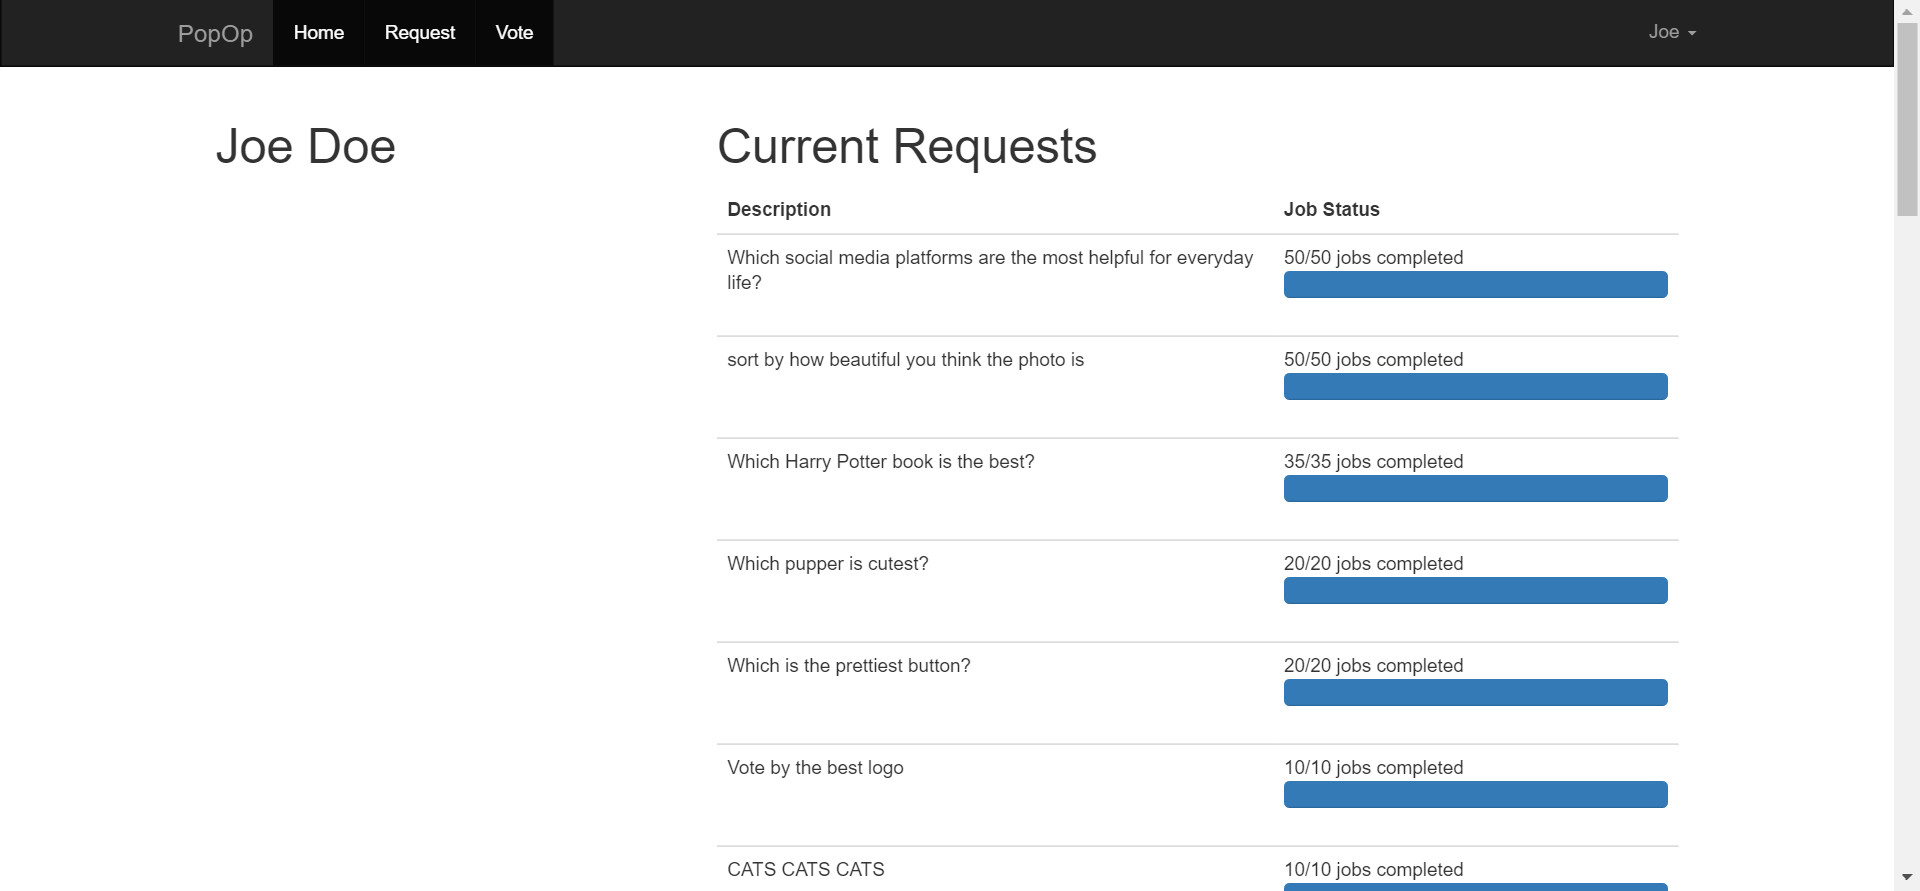 PopOp Home Request Vote Joe
Joe Doe
Current Requests
Description Job Status
Which social media platforms are the most helpful for everyday
life?
50/50 jobs completed
sort by how beautiful you think the photo is
50/50 jobs completed
Which Harry Potter book is the best?
35/35 jobs completed
Which pupper is cutest?
20/20 jobs completed
Which is the prettiest button?
20/20 jobs completed
Vote by the best logo
10/10 jobs completed
CATS CATS CATS
10/10 jobs completed